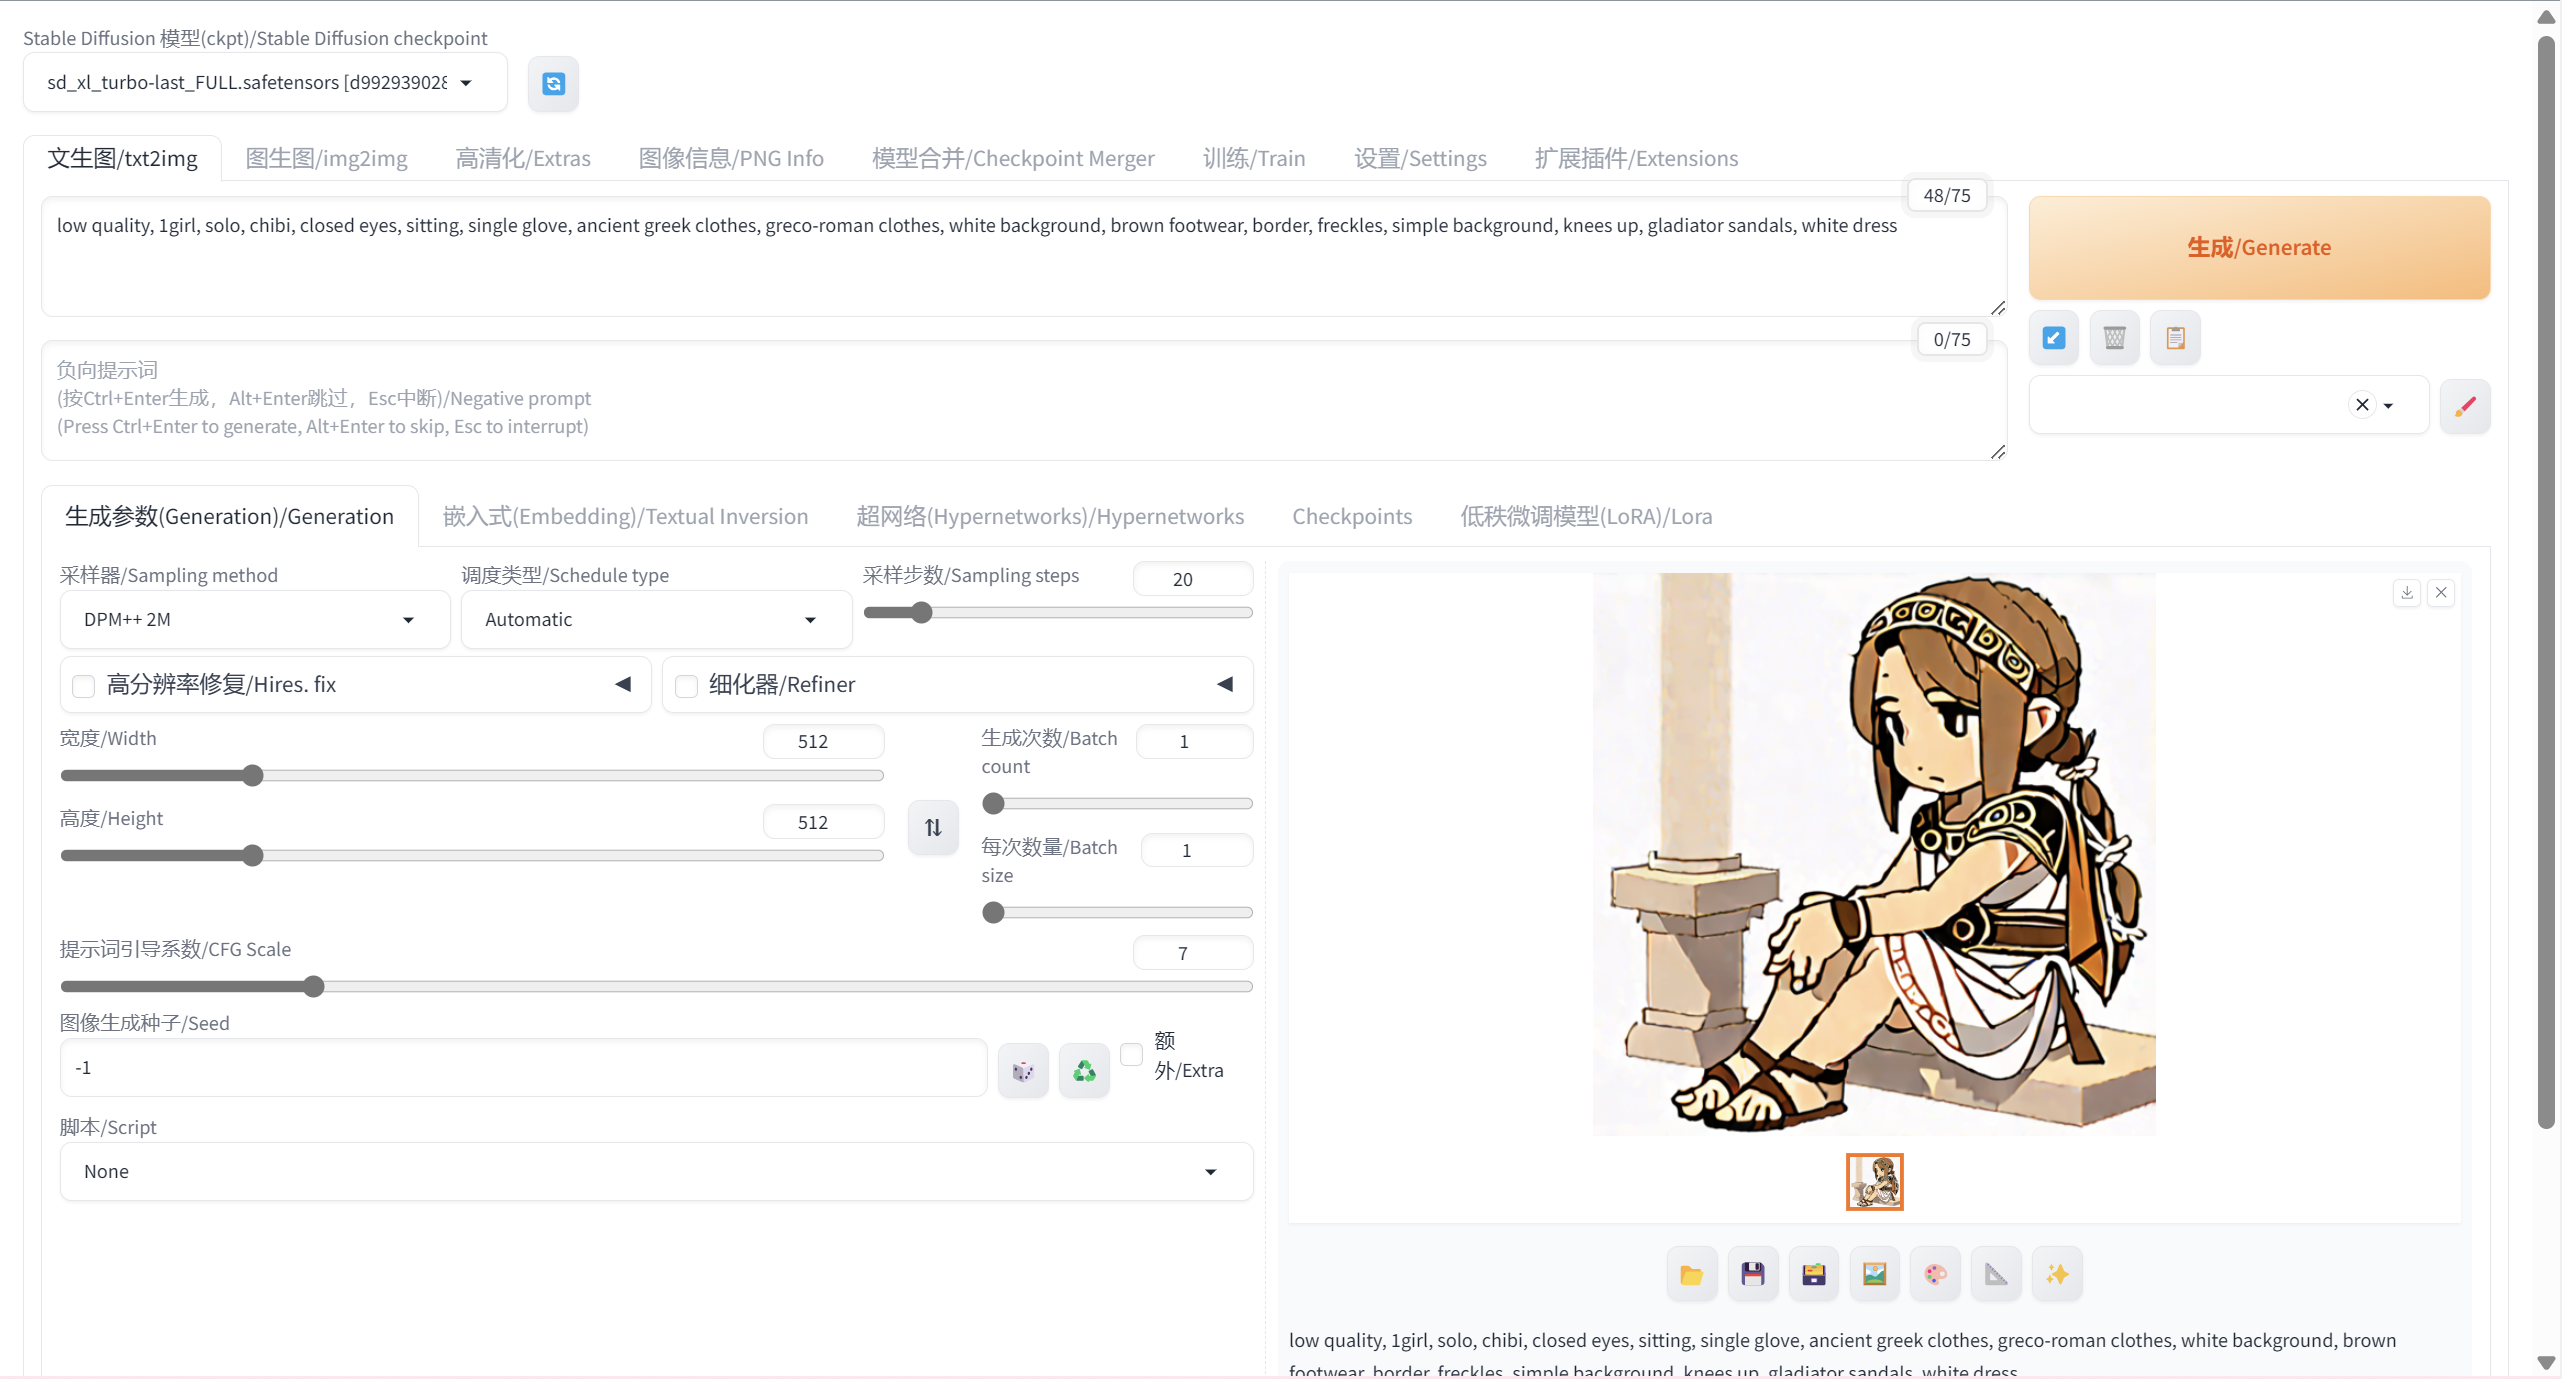 Stable Diffusion 模型(ckpt)/Stable Diffusion checkpoint
sd_xl_turbo-last_FULL.safetensors [d99293902
文生图/txt2img 图生图/img2img 高清化/Extras 图像信息/PNG Info 模型合并/Checkpoint Merger 训练/Train 设置/Settings 扩展插件/Extensions
48/75
low quality, 1girl, solo, chibi, closed eyes, sitting, single glove, ancient greek clothes, greco-roman clothes, white background, brown footwear, border, freckles, simple background, knees up, gladiator sandals, white dress
生成/Generate
0/75
负向提示词
(按Ctrl+Enter生成，Alt+Enter跳过，Esc中断)/Negative prompt
(Press Ctrl+Enter to generate, Alt+Enter to skip, Esc to interrupt)
生成参数(Generation)/Generation 嵌入式(Embedding)/Textual Inversion 超网络(Hypernetworks)/Hypernetworks Checkpoints 低秩微调模型(LoRA)/Lora
采样器/Sampling method 调度类型/Schedule type 采样步数/Sampling steps 20
DPM++ 2M Automatic
高分辨率修复/Hires. fix 细化器/Refiner
宽度/Width 512
生成次数/Batch count 1
高度/Height 512
每次数量/Batch size 1
提示词引导系数/CFG Scale 7
图像生成种子/Seed
-1
额外/Extra
脚本/Script
None
low quality, 1girl, solo, chibi, closed eyes, sitting, single glove, ancient greek clothes, greco-roman clothes, white background, brown
footwear, border, freckles, simple background, knees up, gladiator sandals, white dress